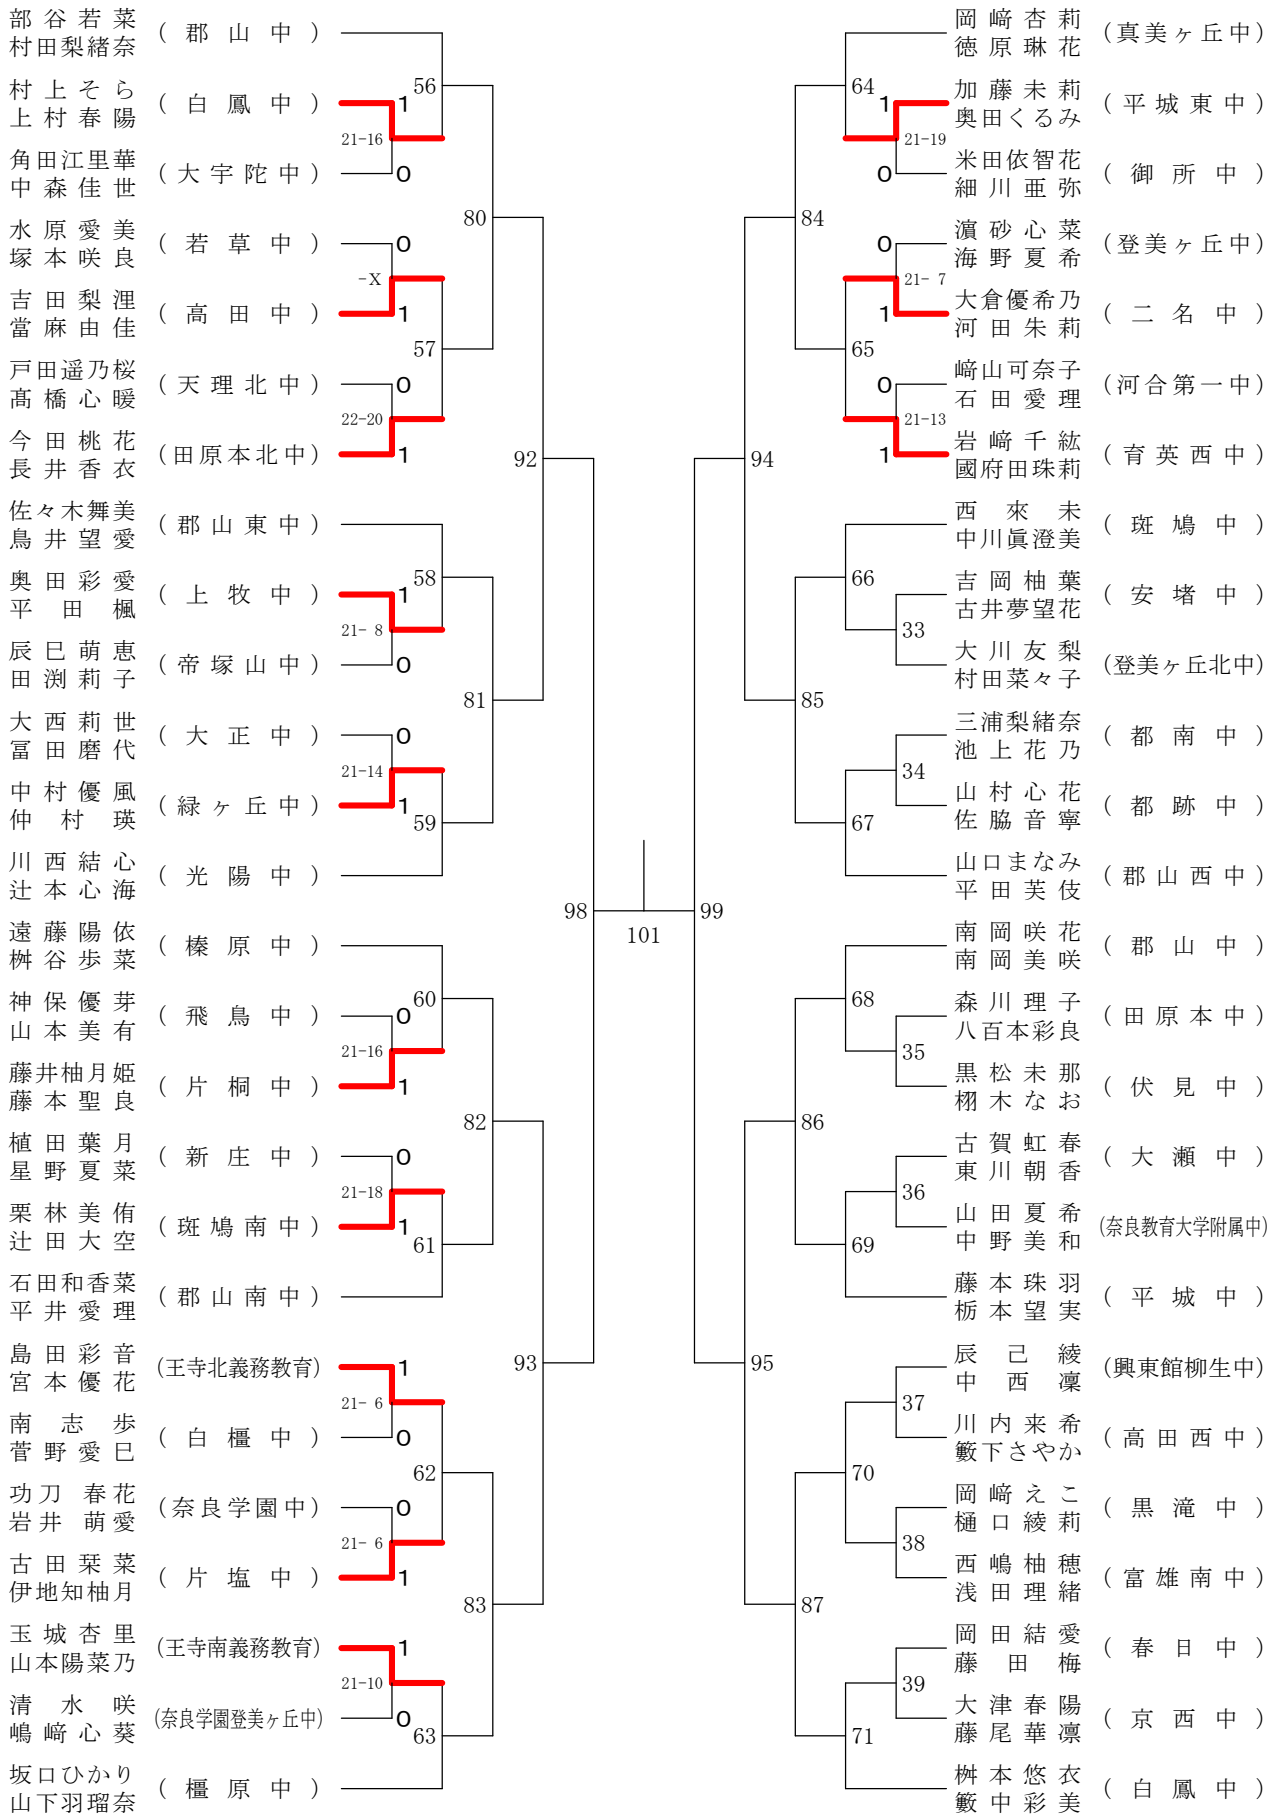 部谷若菜
村田梨緒奈
(郡山中)
村上そら
上村春陽
(白鳳中)
1
56
21-16
角田江里華
中森佳世
(大宇陀中)
0
80
水原愛美
塚本咲良
(若草中)
0
-X
吉田梨浬
當麻由佳
(高田中)
1
57
戸田遥乃桜
髙橋心暖
(天理北中)
0
22-20
今田桃花
長井香衣
(田原本北中)
1
92
佐々木舞美
鳥井望愛
(郡山東中)
58
奥田彩愛
平田楓
(上牧中)
1
21- 8
辰巳萌恵
田渕莉子
(帝塚山中)
0
81
大西莉世
冨田磨代
(大正中)
0
21-14
中村優風
仲村瑛
(緑ヶ丘中)
1
59
川西結心
辻本心海
(光陽中)
98
101
99
遠藤陽依
桝谷歩菜
(榛原中)
60
神保優芽
山本美有
(飛鳥中)
0
21-16
藤井柚月姫
藤本聖良
(片桐中)
1
82
植田葉月
星野夏菜
(新庄中)
0
21-18
栗林美侑
辻田大空
(斑鳩南中)
1
61
石田和香菜
平井愛理
(郡山南中)
93
島田彩音
宮本優花
(王寺北義務教育)
1
21- 6
南志歩
菅野愛巳
(白橿中)
0
62
功刀春花
岩井萌愛
(奈良学園中)
0
21- 6
古田栞菜
伊地知柚月
(片塩中)
1
83
玉城杏里
山本陽菜乃
(王寺南義務教育)
1
21-10
清水咲
嶋﨑心葵
(奈良学園登美ヶ丘中)
0
63
坂口ひかり
山下羽瑠奈
(橿原中)
岡﨑杏莉
徳原琳花
(真美ヶ丘中)
64
加藤未莉
奥田くるみ
(平城東中)
1
21-19
米田依智花
細川亜弥
(御所中)
0
84
濵砂心菜
海野夏希
(登美ヶ丘中)
0
21- 7
大倉優希乃
河田朱莉
(二名中)
1
65
﨑山可奈子
石田愛理
(河合第一中)
0
21-13
岩﨑千紘
國府田珠莉
(育英西中)
1
94
西來未
中川眞澄美
(斑鳩中)
66
吉岡柚葉
古井夢望花
(安堵中)
33
大川友梨
村田菜々子
(登美ヶ丘北中)
85
三浦梨緒奈
池上花乃
(都南中)
34
山村心花
佐脇音寧
(都跡中)
67
山口まなみ
平田芙伎
(郡山西中)
南岡咲花
南岡美咲
(郡山中)
68
森川理子
八百本彩良
(田原本中)
35
黒松未那
栩木なお
(伏見中)
86
古賀虹春
東川朝香
(大瀬中)
36
山田夏希
中野美和
(奈良教育大学附属中)
69
藤本珠羽
栃本望実
(平城中)
95
辰己綾
中西凜
(興東館柳生中)
37
川内来希
籔下さやか
(高田西中)
70
岡﨑えこ
樋口綾莉
(黒滝中)
38
西嶋柚穂
浅田理緒
(富雄南中)
87
岡田結愛
藤田梅
(春日中)
39
大津春陽
藤尾華凛
(京西中)
71
桝本悠衣
籔中彩美
(白鳳中)